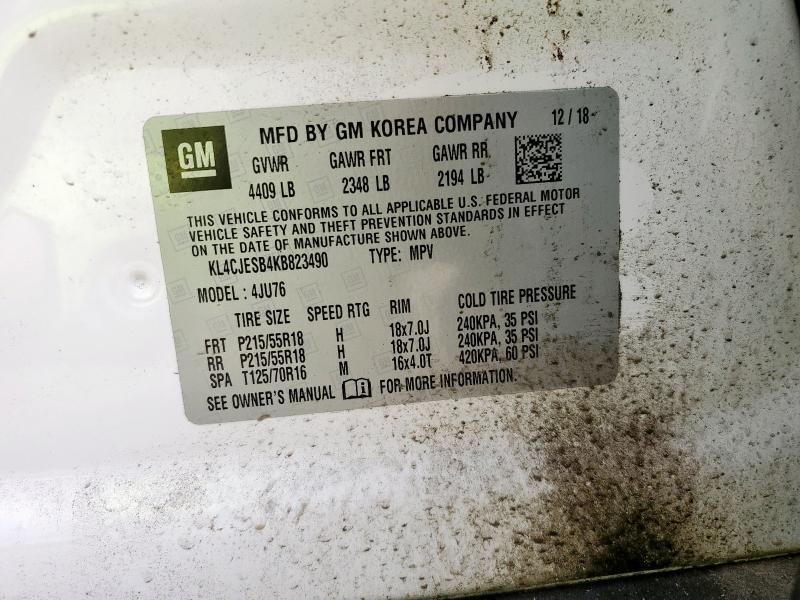 GM
MFD BY GM KOREA COMPANY 12 / 18
GVWR GAWR FRT GAWR RR
4409 LB 2348 LB 2194 LB
THIS VEHICLE CONFORMS TO ALL APPLICABLE U.S. FEDERAL MOTOR
VEHICLE SAFETY AND THEFT PREVENTION STANDARDS IN EFFECT
ON THE DATE OF MANUFACTURE SHOWN ABOVE.
KL4CJESB4KB823490 TYPE: MPV
MODEL : 4JU76
TIRE SIZE SPEED RTG RIM COLD TIRE PRESSURE
FRT P215/55R18 H 18x7.0J 240KPA, 35 PSI
RR P215/55R18 H 18x7.0J 240KPA, 35 PSI
SPA T125/70R16 M 16x4.0T 420KPA, 60 PSI
SEE OWNER'S MANUAL FOR MORE INFORMATION.